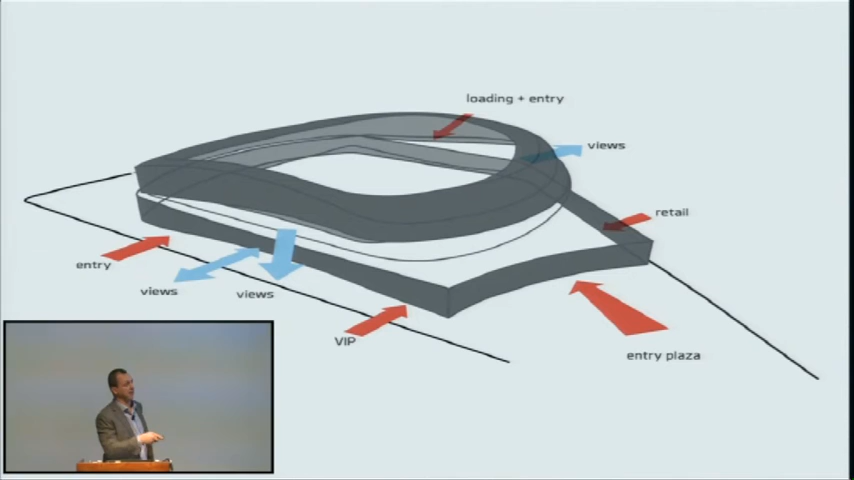 loading + entry
views
retail
entry
views
views
VIP
entry plaza